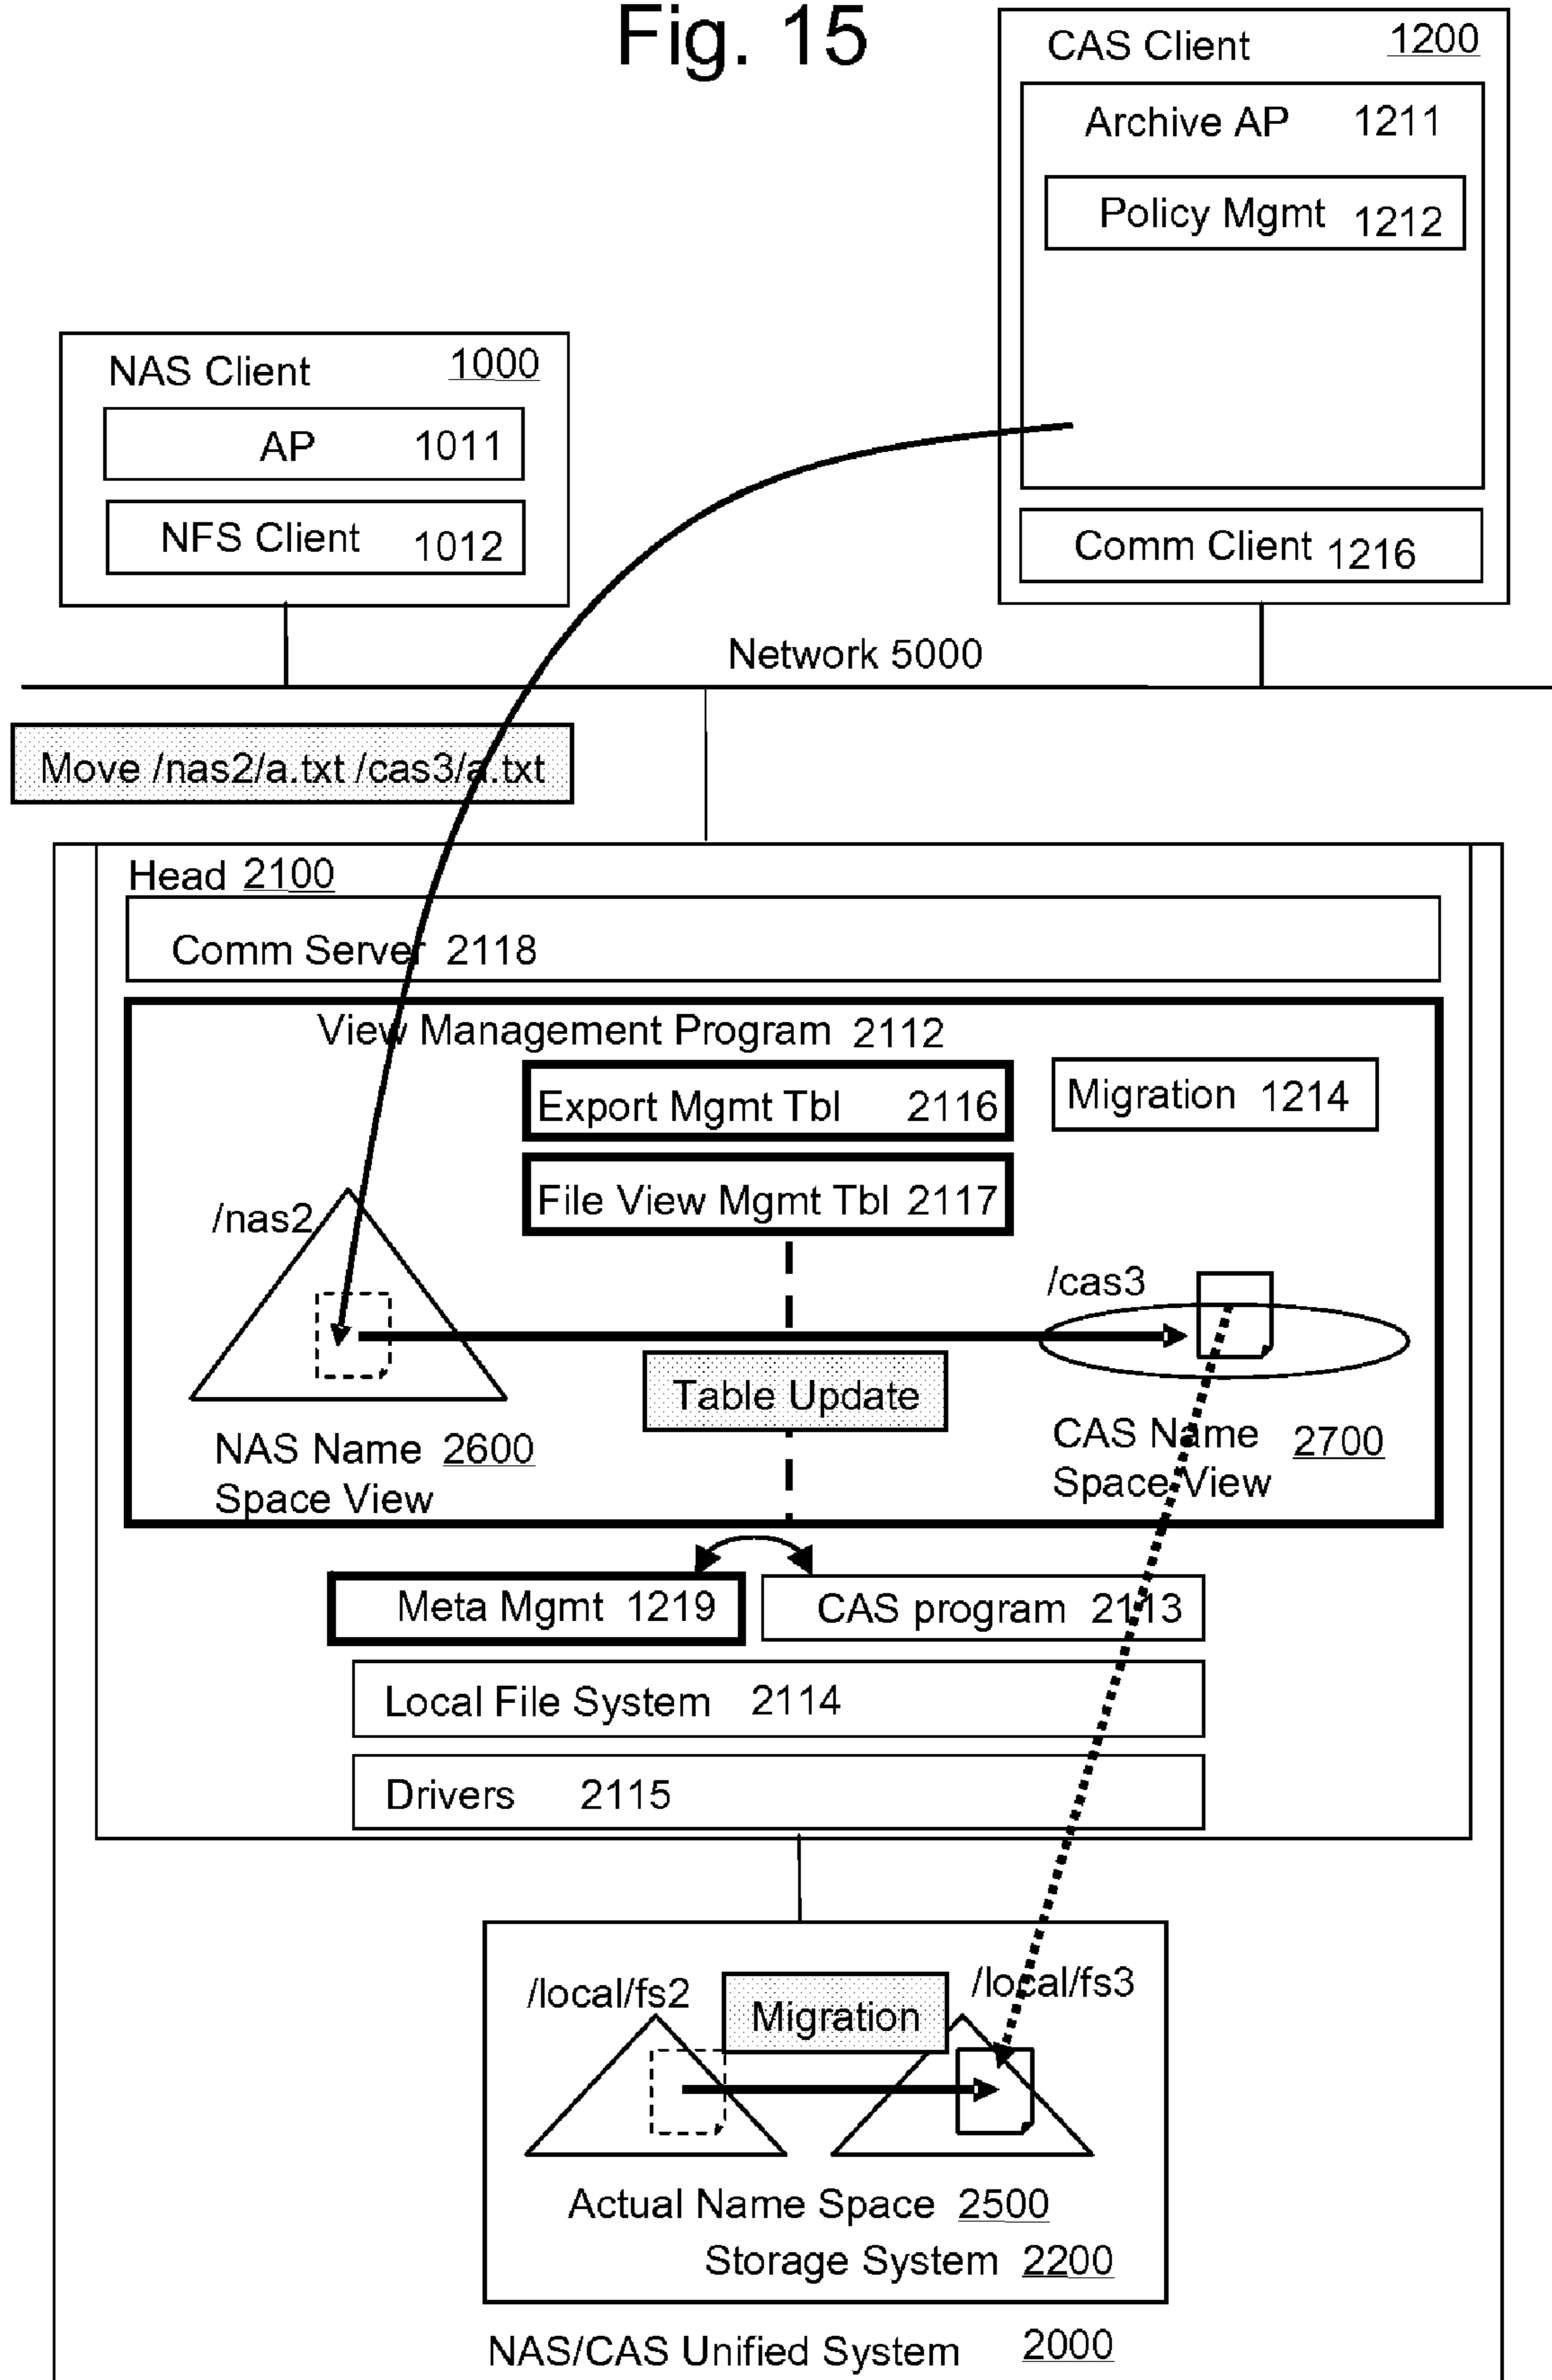 Fig. 15
CAS Client 1200
Archive AP 1211
Policy Mgmt 1212
NAS Client 1000
AP 1011
NFS Client 1012
Comm Client 1216
Network 5000
Move /nas2/a.txt /cas3/a.txt
Head 2100
Comm Server 2118
View Management Program 2112
Export Mgmt Tbl 2116
Migration 1214
File View Mgmt Tbl 2117
/nas2
/cas3
Table Update
NAS Name 2600
Space View
CAS Name 2700
Space View
Meta Mgmt 1219
CAS program 2113
Local File System 2114
Drivers 2115
/local/fs2
Migration
/local/fs3
Actual Name Space 2500
Storage System 2200
NAS/CAS Unified System 2000